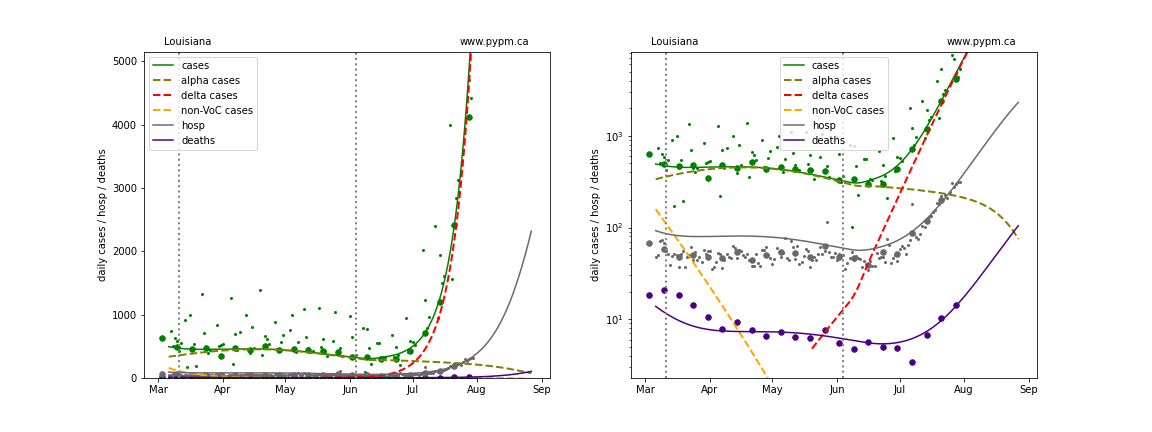 Louisiana www.pypm.ca
daily cases / hosp / deaths
5000
4000
3000
2000
1000
0
cases
alpha cases
delta cases
non-VoC cases
hosp
deaths
Mar Apr May Jun Jul Aug Sep
Louisiana www.pypm.ca
daily cases / hosp / deaths
10³
10²
10¹
cases
alpha cases
delta cases
non-VoC cases
hosp
deaths
Mar Apr May Jun Jul Aug Sep